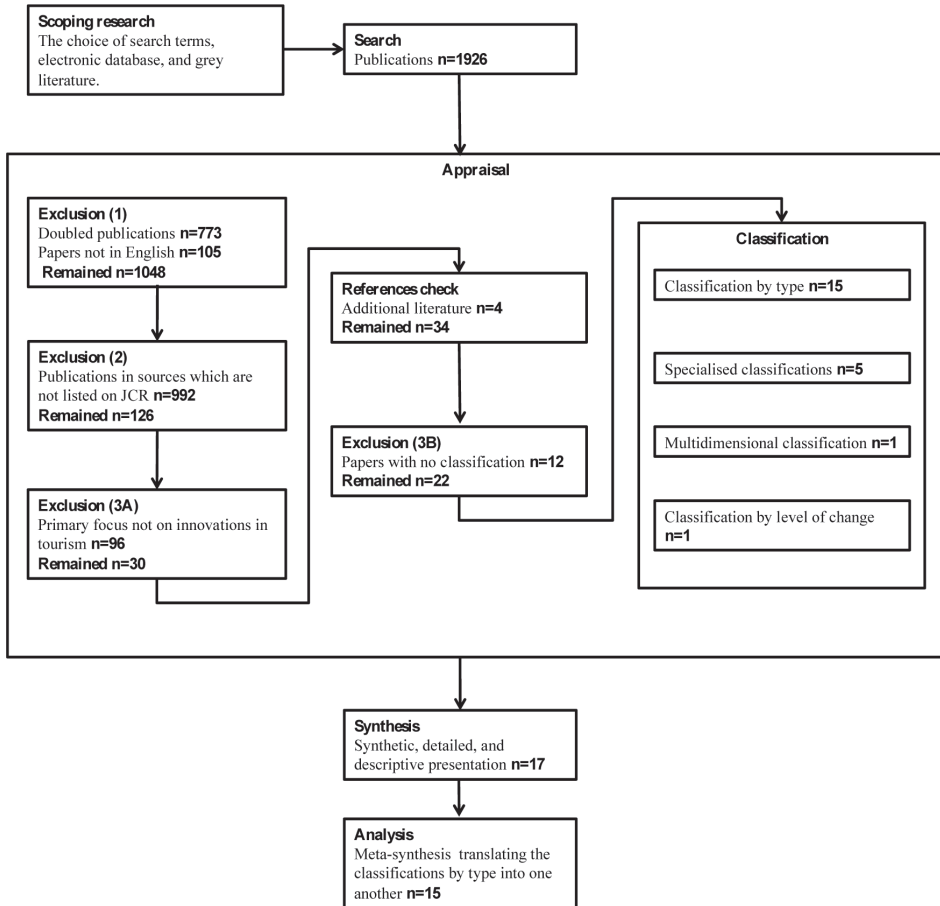 Scoping research
The choice of search terms,
electronic database, and grey
literature.
Search
Publications n=1926
Appraisal
Exclusion (1)
Doubled publications n=773
Papers not in English n=105
Remained n=1048
Exclusion (2)
Publications in sources which are
not listed on JCR n=992
Remained n=126
Exclusion (3A)
Primary focus not on innovations in
tourism n=96
Remained n=30
References check
Additional literature n=4
Remained n=34
Exclusion (3B)
Papers with no classification n=12
Remained n=22
Classification
Classification by type n=15
Specialised classifications n=5
Multidimensional classification n=1
Classification by level of change
n=1
Synthesis
Synthetic, detailed, and
descriptive presentation n=17
Analysis
Meta-synthesis translating the
classifications by type into one
another n=15